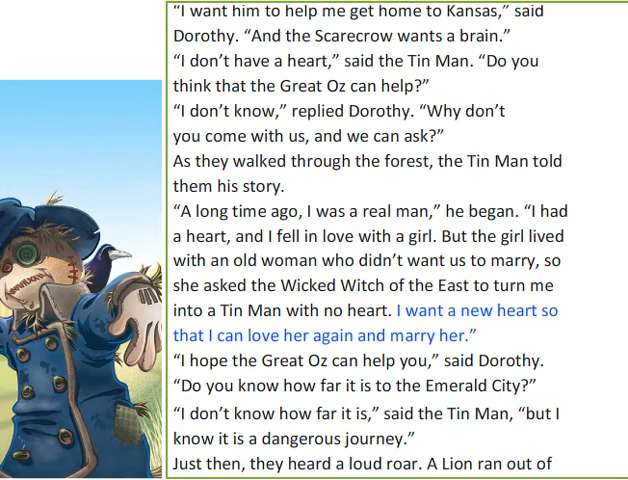 “I want him to help me get home to Kansas,” said
Dorothy. “And the Scarecrow wants a brain.”
“I don’t have a heart,” said the Tin Man. “Do you
think that the Great Oz can help?”
“I don’t know,” replied Dorothy. “Why don’t
you come with us, and we can ask?”
As they walked through the forest, the Tin Man told
them his story.
“A long time ago, I was a real man,” he began. “I had
a heart, and I fell in love with a girl. But the girl lived
with an old woman who didn’t want us to marry, so
she asked the Wicked Witch of the East to turn me
into a Tin Man with no heart. I want a new heart so
that I can love her again and marry her.”
“I hope the Great Oz can help you,” said Dorothy.
“Do you know how far it is to the Emerald City?”
“I don’t know how far it is,” said the Tin Man, “but I
know it is a dangerous journey.”
Just then, they heard a loud roar. A Lion ran out of